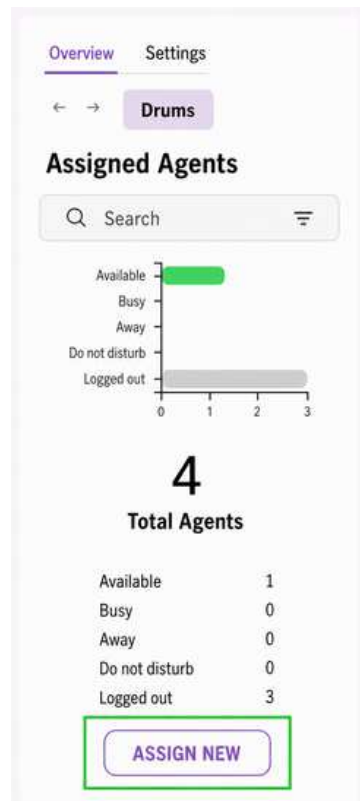 Overview Settings
← → Drums
Assigned Agents
Search
Available
Busy
Away
Do not disturb
Logged out
0 1 2 3
4
Total Agents
Available 1
Busy 0
Away 0
Do not disturb 0
Logged out 3
ASSIGN NEW